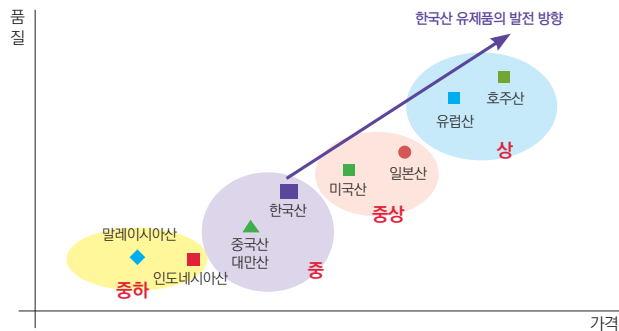 품
질
한국산 유제품의 발전 방향
호주산
유럽산
상
일본산
미국산
중상
한국산
중국산
대만산
중
말레이시아산
인도네시아산
중하
가격